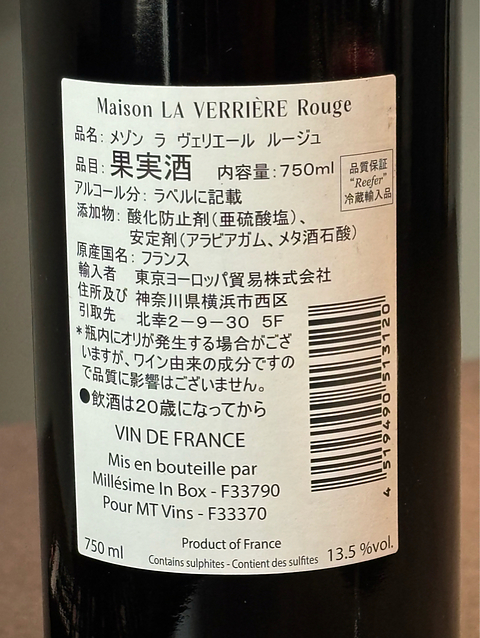 Maison LA VERRIÈRE Rouge
品名: メゾン ラ ヴェリエール ルージュ
品目: 果実酒 内容量:750ml
品質保証
"Reefer"
冷蔵輸入品
アルコール分: ラベルに記載
添加物: 酸化防止剤(亜硫酸塩)、
安定剤(アラビアガム、メタ酒石酸)
原産国名: フランス
輸入者 東京ヨーロッパ貿易株式会社
住所及び 神奈川県横浜市西区
引取先 北幸2-9-30 5F
*瓶内にオリが発生する場合がござ
いますが、ワイン由来の成分ですの
で品質に影響はございません。
●飲酒は20歳になってから
4 519490 513120
VIN DE FRANCE
Mis en bouteille par
Millésime In Box - F33790
Pour MT Vins - F33370
Product of France
750 ml Contains sulphites - Contient des sulfites 13.5 %vol.